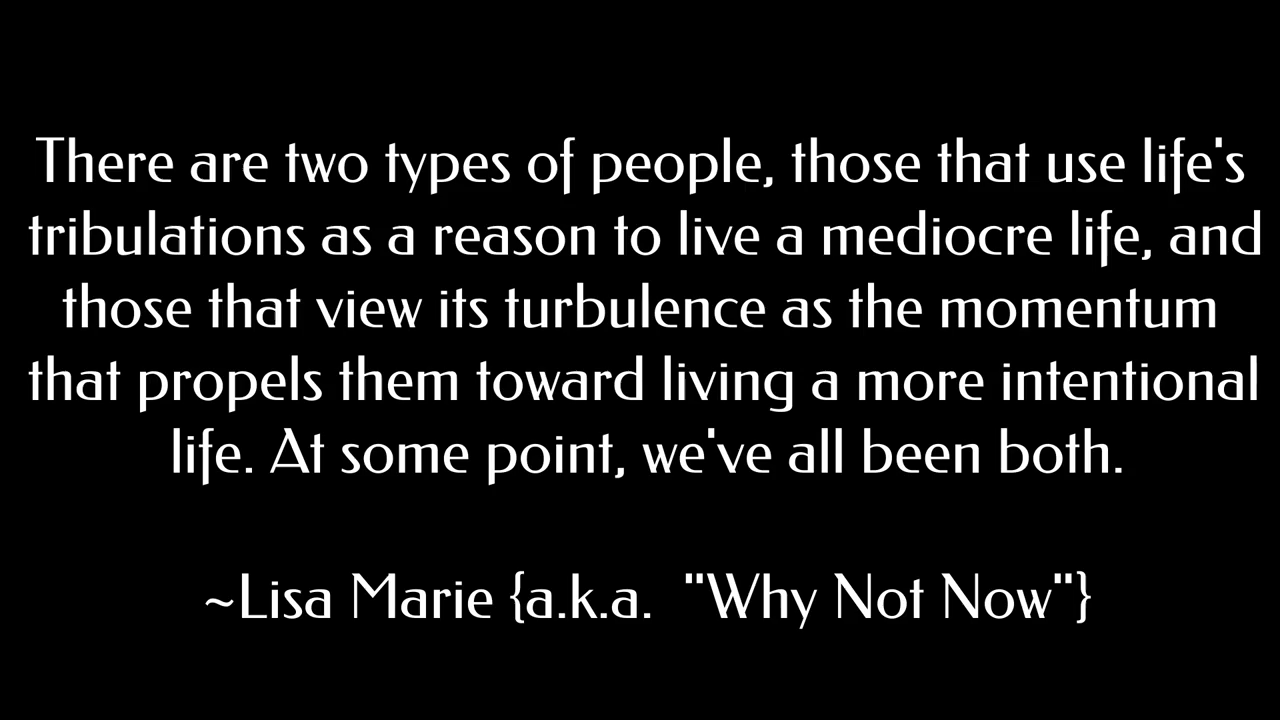 There are two types of people, those that use life's
tribulations as a reason to live a mediocre life, and
those that view its turbulence as the momentum
that propels them toward living a more intentional
life. At some point, we've all been both.
~Lisa Marie {a.k.a.  "Why Not Now"}